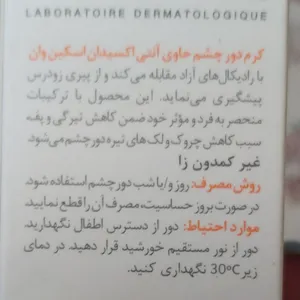 LABORATOIRE DERMATOLOGIQUE
کرم دور چشم حاوی آنتی اکسیدان اسکین وان
با رادیکال‌های آزاد مقابله می‌کند و از پیری زودرس
پیشگیری می‌نماید. این محصول با ترکیبات
منحصر به فرد و مؤثر خود ضمن کاهش تیرگی و پف،
سبب کاهش چروک و لک های تیره دور چشم می‌شود.
غیر کمدون زا
روش مصرف: روز و/یا شب دور چشم استفاده شود.
در صورت بروز حساسیت، مصرف آن را قطع نمایید.
موارد احتیاط: دور از دسترس اطفال نگهدارید.
دور از نور مستقیم خورشید قرار دهید. در دمای
زیر 30°C نگهداری کنید.